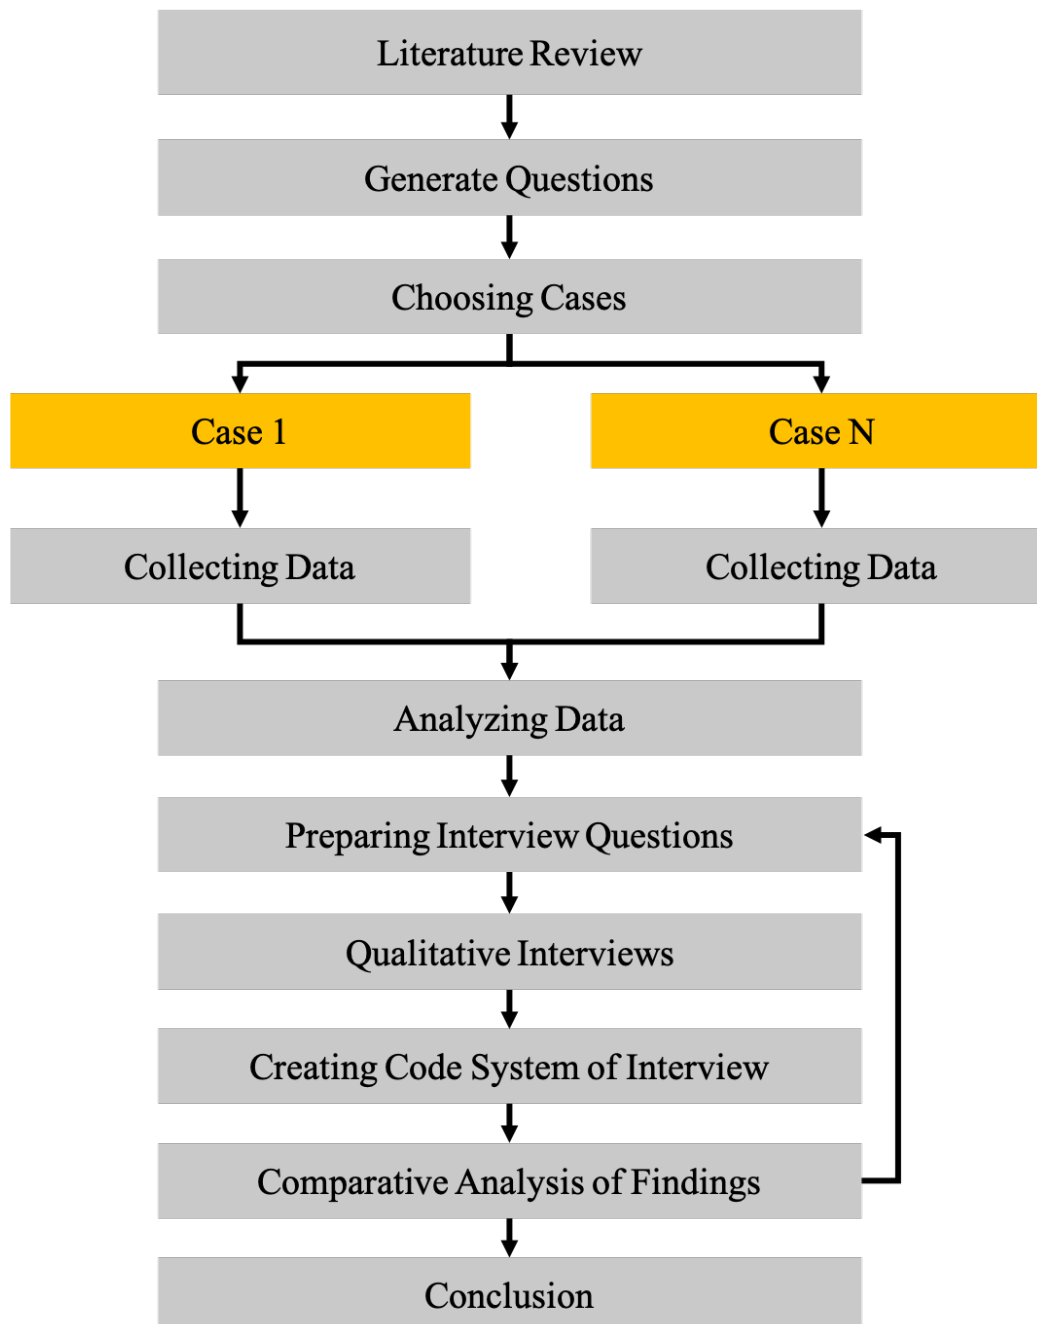 Literature Review
Generate Questions
Choosing Cases
Case 1
Case N
Collecting Data
Collecting Data
Analyzing Data
Preparing Interview Questions
Qualitative Interviews
Creating Code System of Interview
Comparative Analysis of Findings
Conclusion